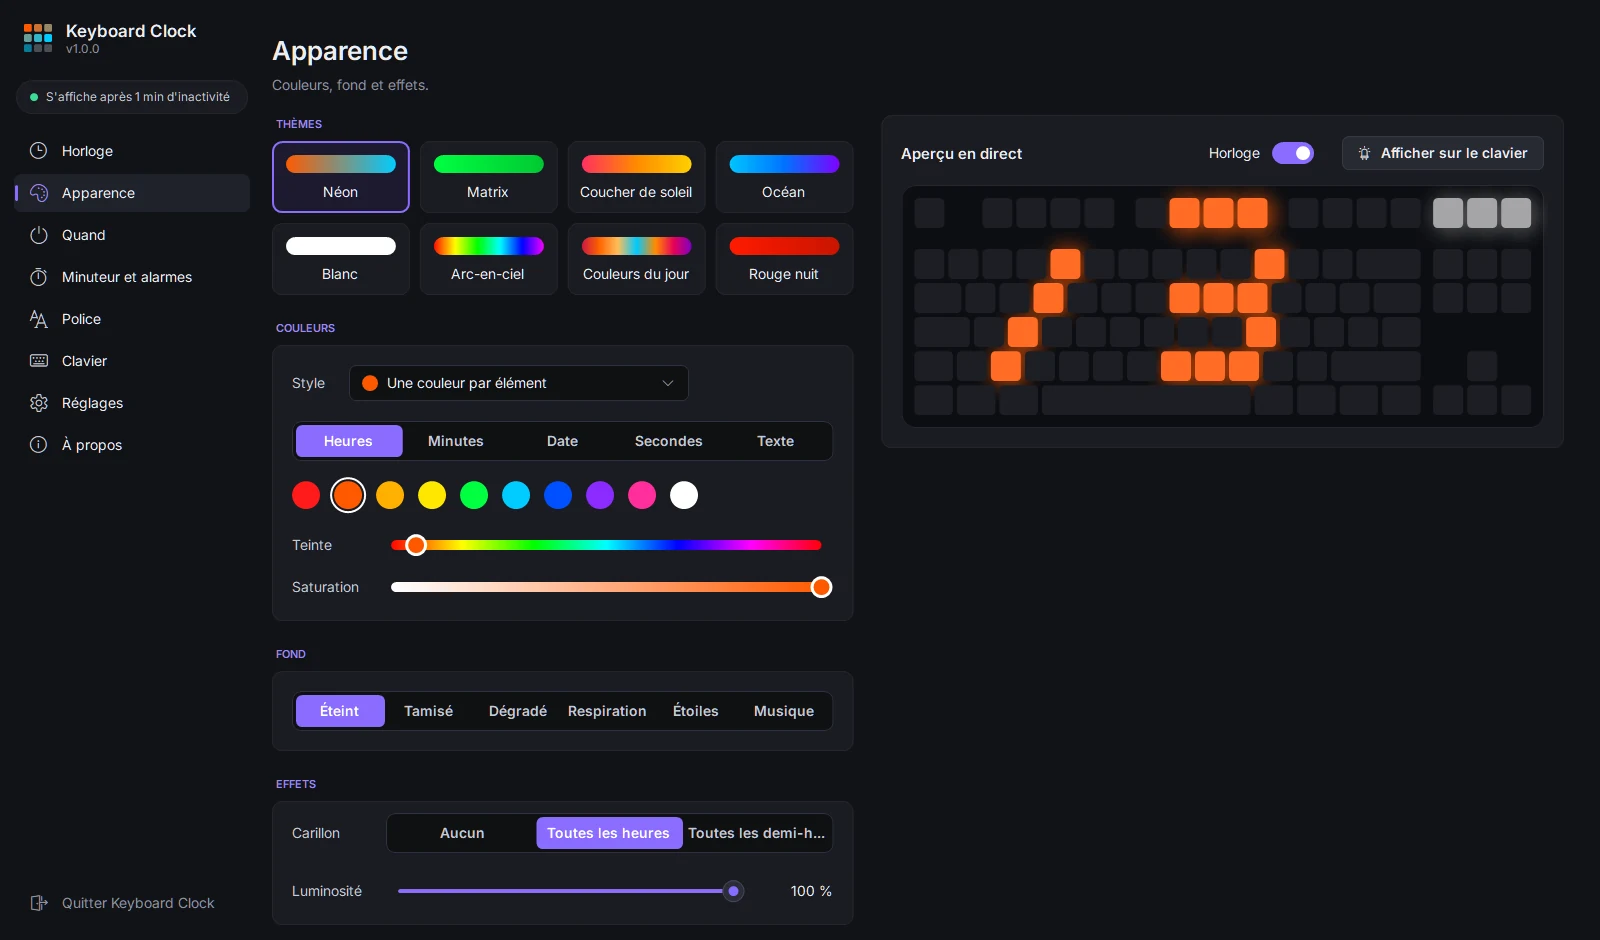 Keyboard Clock
v1.0.0
S'affiche après 1 min d'inactivité
Horloge
Apparence
Quand
Minuteur et alarmes
Police
Clavier
Réglages
À propos
Quitter Keyboard Clock
Apparence
Couleurs, fond et effets.
THÈMES
Néon
Matrix
Coucher de soleil
Océan
Blanc
Arc-en-ciel
Couleurs du jour
Rouge nuit
COULEURS
Style
Une couleur par élément
Heures
Minutes
Date
Secondes
Texte
Teinte
Saturation
FOND
Éteint
Tamisé
Dégradé
Respiration
Étoiles
Musique
EFFETS
Carillon
Aucun
Toutes les heures
Toutes les demi-h...
Luminosité
100 %
Aperçu en direct
Horloge
Afficher sur le clavier